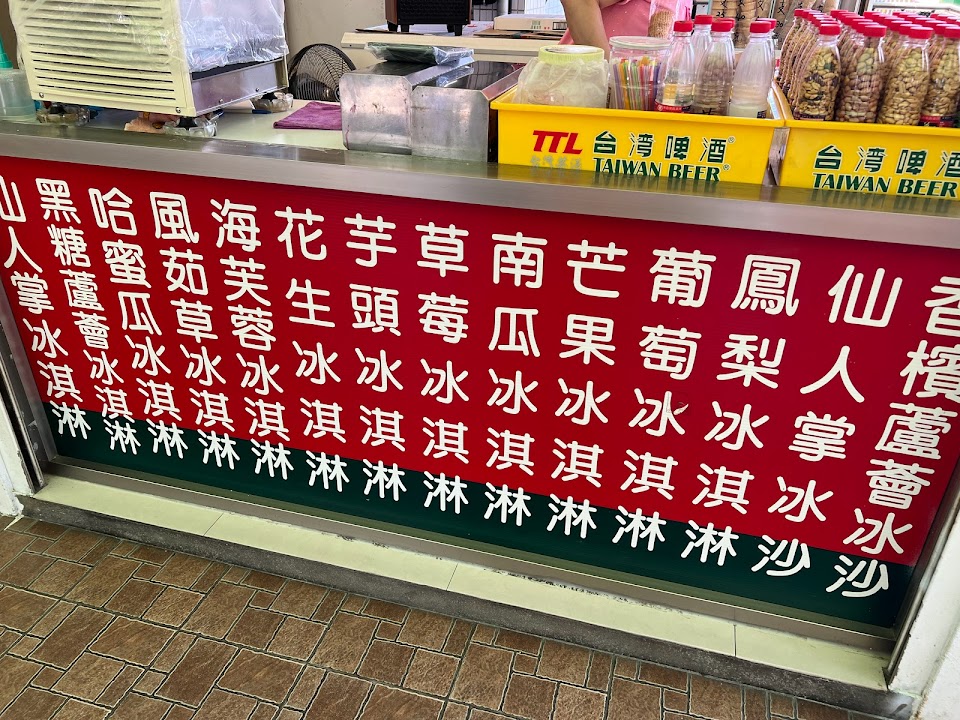 TTL 台湾啤酒
TAIWAN BEER
台湾啤酒
TAIWAN BEER
香檳蘆薈冰沙
仙人掌冰沙
鳳梨冰淇淋
葡萄冰淇淋
芒果冰淇淋
南瓜冰淇淋
草莓冰淇淋
芋頭冰淇淋
花生冰淇淋
海芙蓉冰淇淋
風茹草冰淇淋
哈蜜瓜冰淇淋
黑糖蘆薈冰淇淋
仙人掌冰淇淋